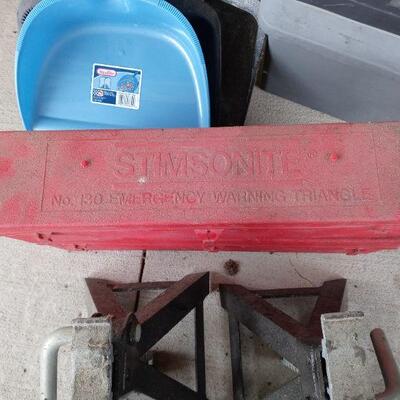 STIMSONITE
No. 130 EMERGENCY WARNING TRIANGLE